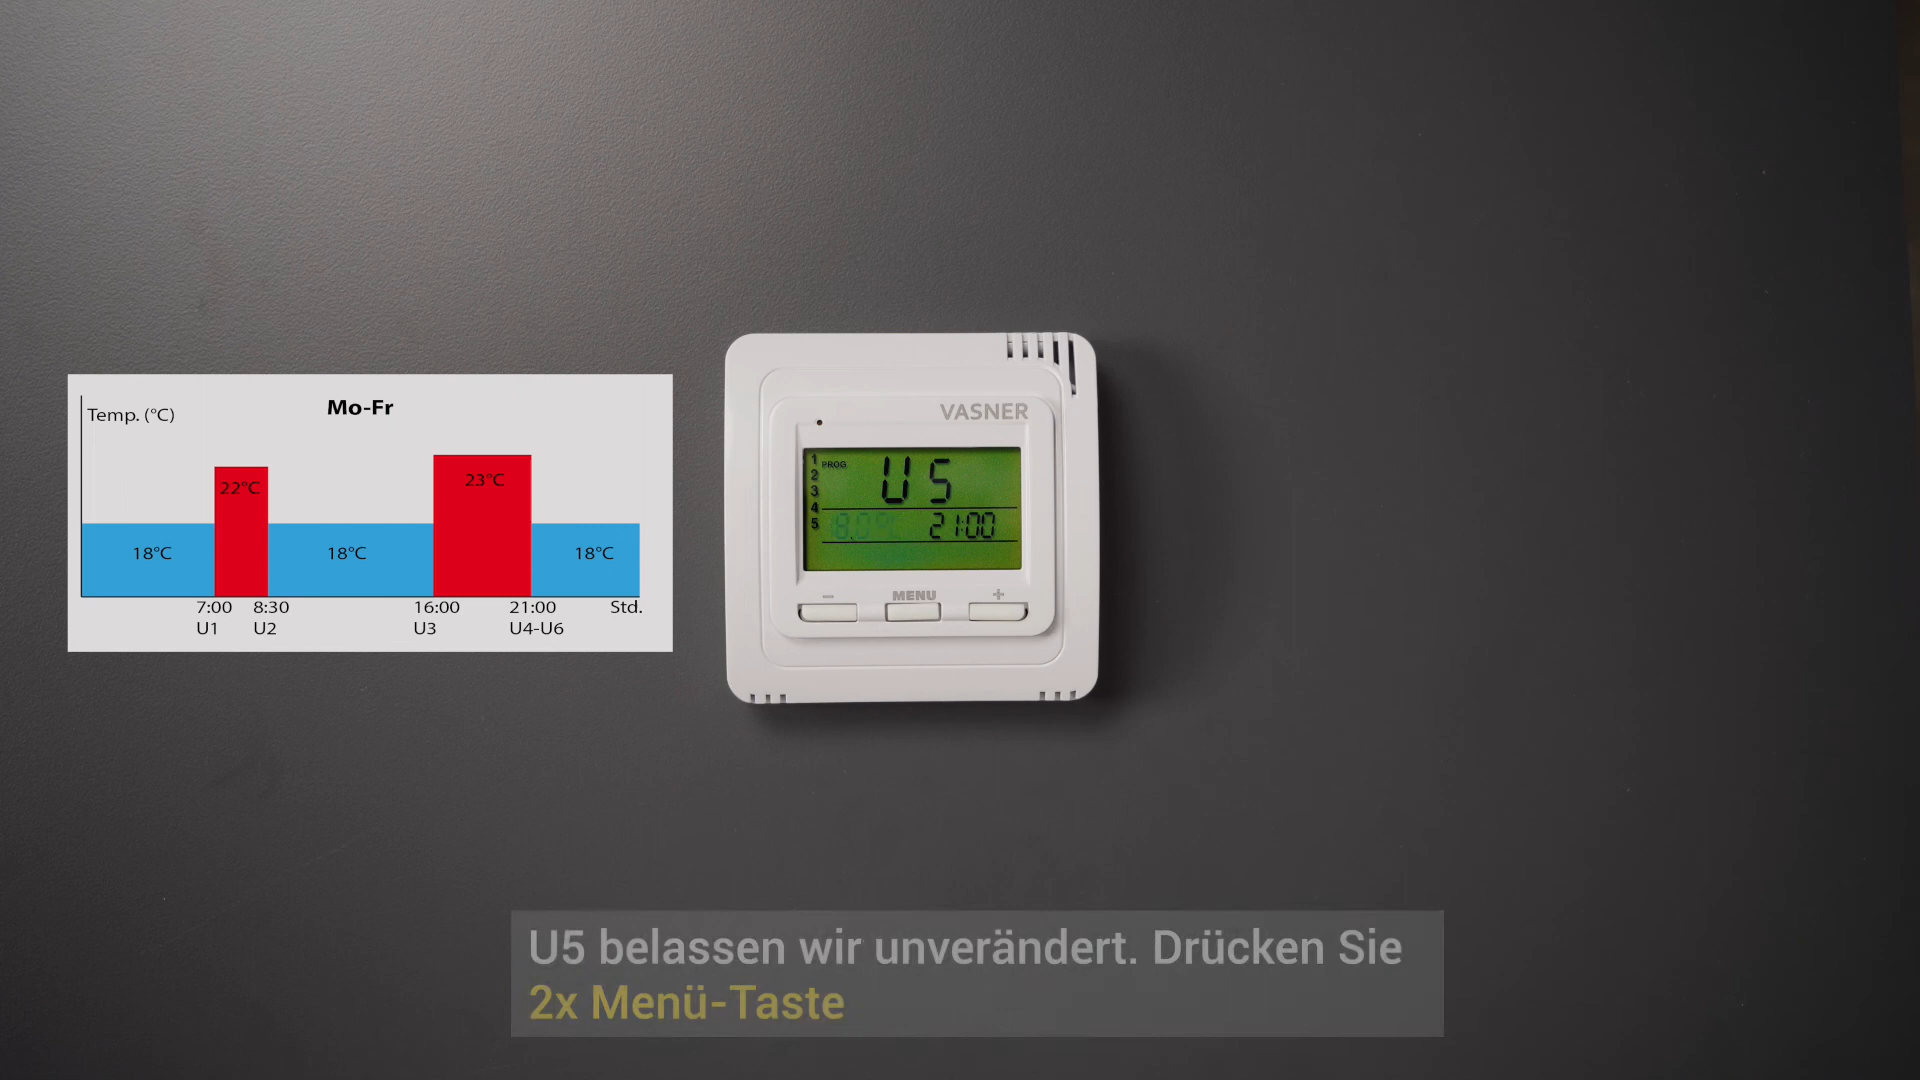 Mo-Fr
Temp. (°C)
22°C
23°C
18°C 18°C 18°C
7:00 8:30 16:00 21:00 Std.
U1 U2 U3 U4-U6
VASNER
1 PROG. U 5
2
3
4
5 21:00
- MENU +
U5 belassen wir unverändert. Drücken Sie
2x Menü-Taste